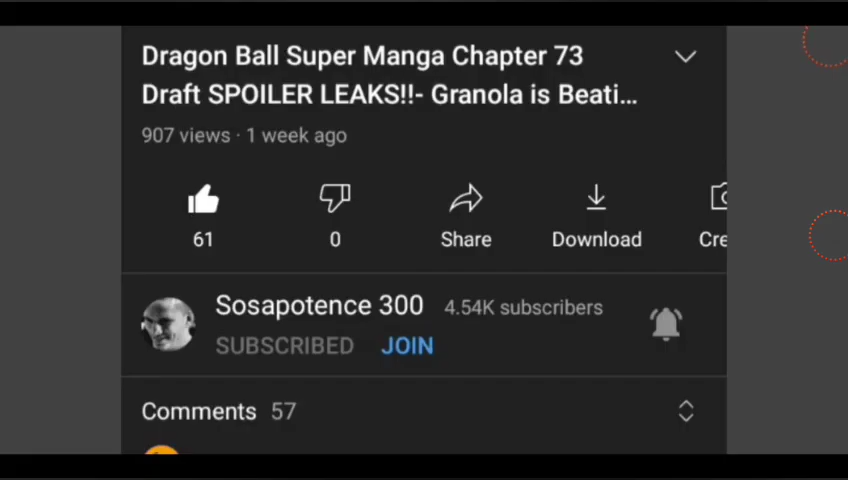 Dragon Ball Super Manga Chapter 73
Draft SPOILER LEAKS!!- Granola is Beati...
907 views · 1 week ago
61
0
Share
Download
Cre
Sosapotence 300 4.54K subscribers
SUBSCRIBED JOIN
Comments 57